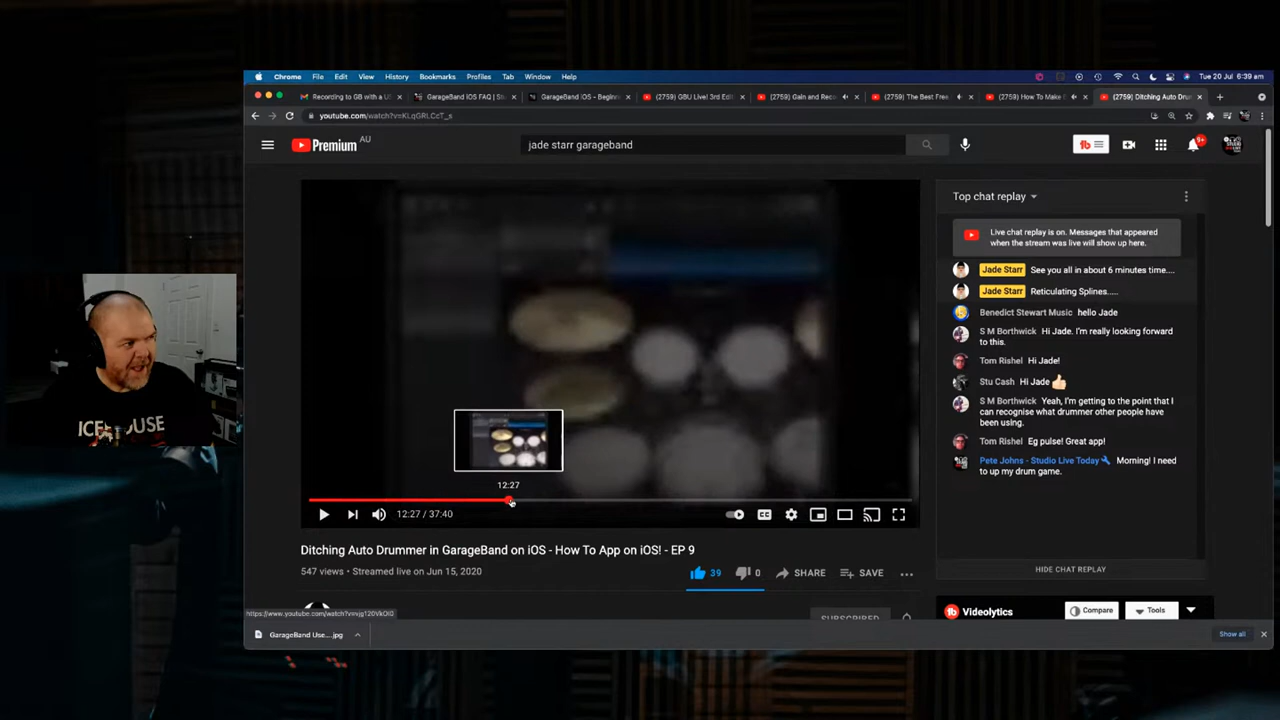 Chrome File Edit View History Bookmarks Profiles Tab Window Help Tue 20 Jul 6:39 am
Recording to GB with a U GarageBand iOS FAQ | St GarageBand iOS - Begin (2759) GBU Live! 3rd Edit (2759) Gain and Rec (2759) The Best Free (2759) How To Make (2759) Ditching Auto Dru
youtube.com/watch?v=KLqGRLCcT_s
Premium AU
jade starr garageband
9+
Top chat replay
Live chat replay is on. Messages that appeared
when the stream was live will show up here.
Jade Starr See you all in about 6 minutes time....
Jade Starr Reticulating Splines.....
Benedict Stewart Music hello Jade
S M Borthwick Hi Jade. I'm really looking forward
to this.
Tom Rishel Hi Jade!
Stu Cash Hi Jade
S M Borthwick Yeah, I'm getting to the point that I
can recognise what drummer other people have
been using.
Tom Rishel Eg pulse! Great app!
Pete Johns - Studio Live Today Morning! I need
to up my drum game.
HIDE CHAT REPLAY
12:27
12:27 / 37:40
Ditching Auto Drummer in GarageBand on iOS - How To App on iOS! - EP 9
547 views • Streamed live on Jun 15, 2020
39 0 SHARE SAVE
SUBSCRIBED
Videolytics Compare Tools
GarageBand Use....jpg
Show all
ICEHOUSE